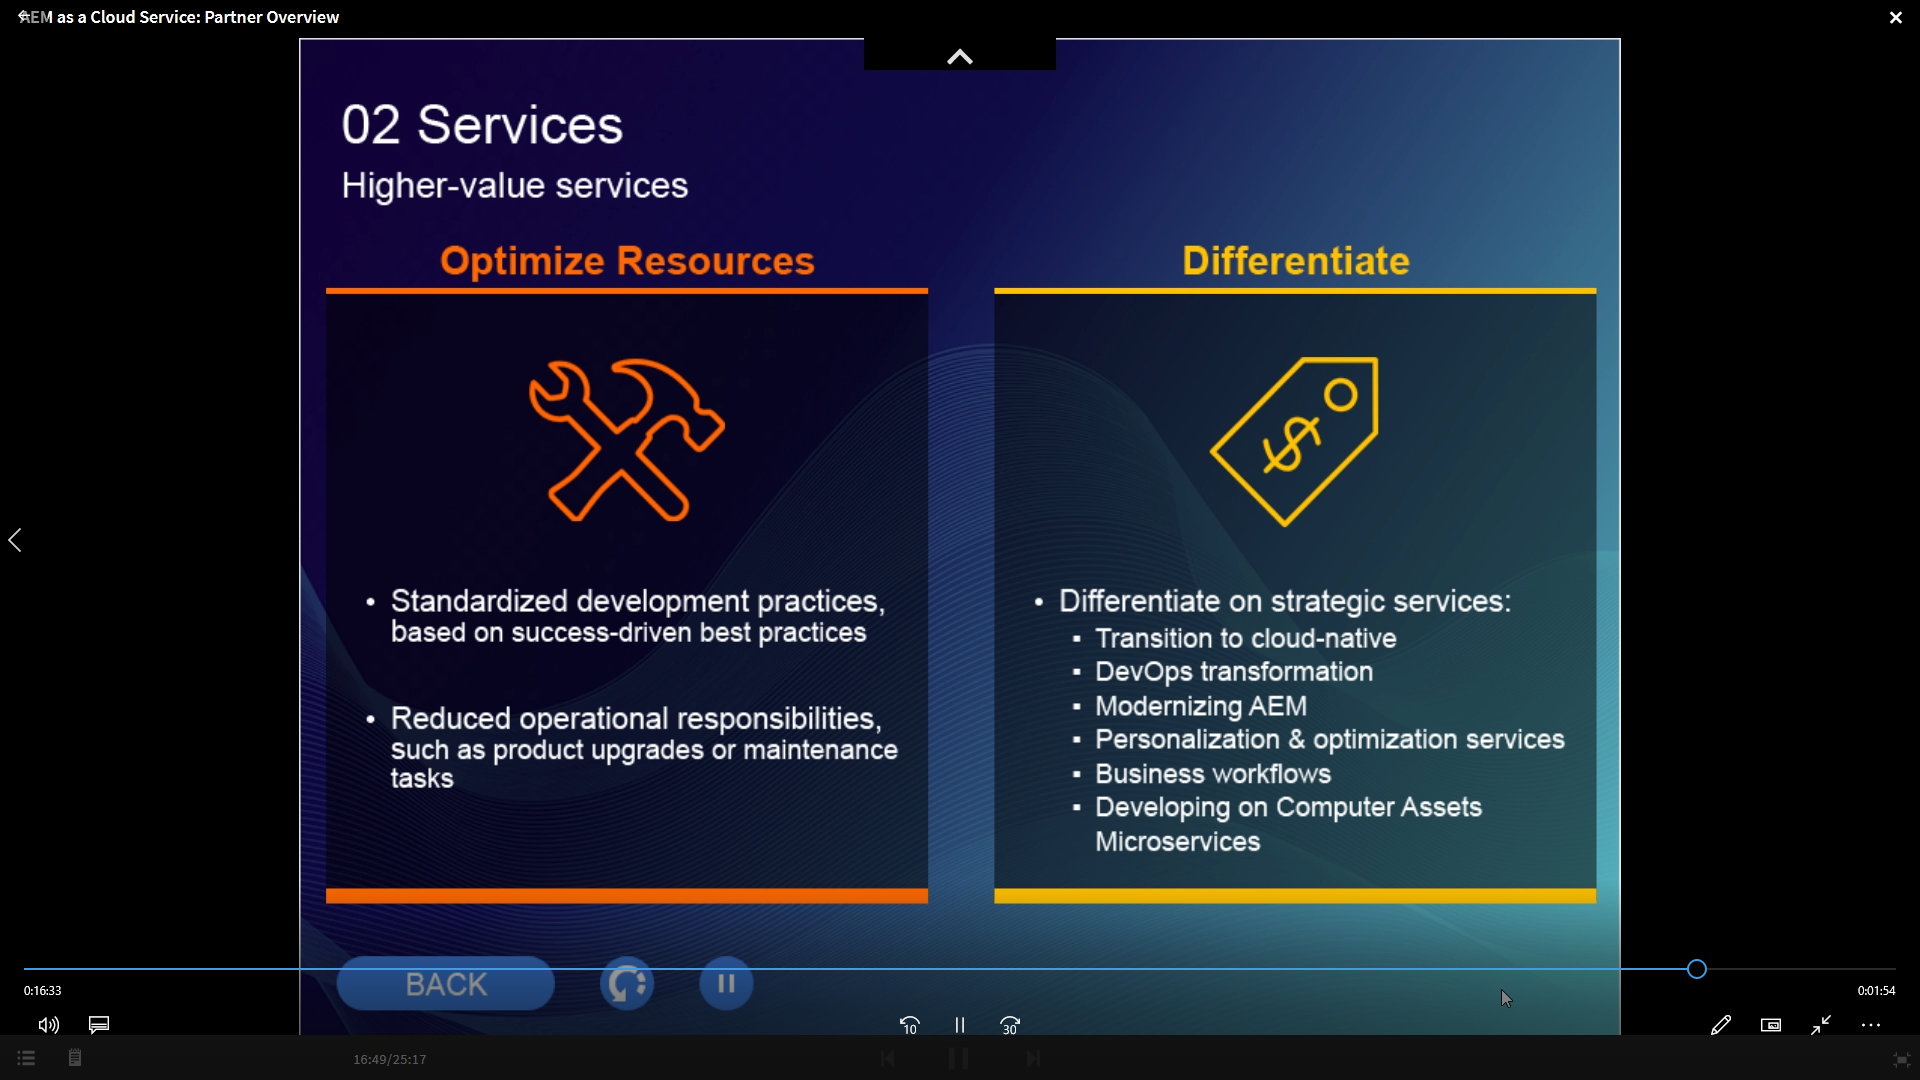 AEM as a Cloud Service: Partner Overview
02 Services
Higher-value services
Optimize Resources
• Standardized development practices,
based on success-driven best practices
• Reduced operational responsibilities,
such as product upgrades or maintenance
tasks
Differentiate
$
• Differentiate on strategic services:
▪ Transition to cloud-native
▪ DevOps transformation
▪ Modernizing AEM
▪ Personalization & optimization services
▪ Business workflows
▪ Developing on Computer Assets
Microservices
BACK
0:16:33
0:01:54
10
30
16:49/25:17